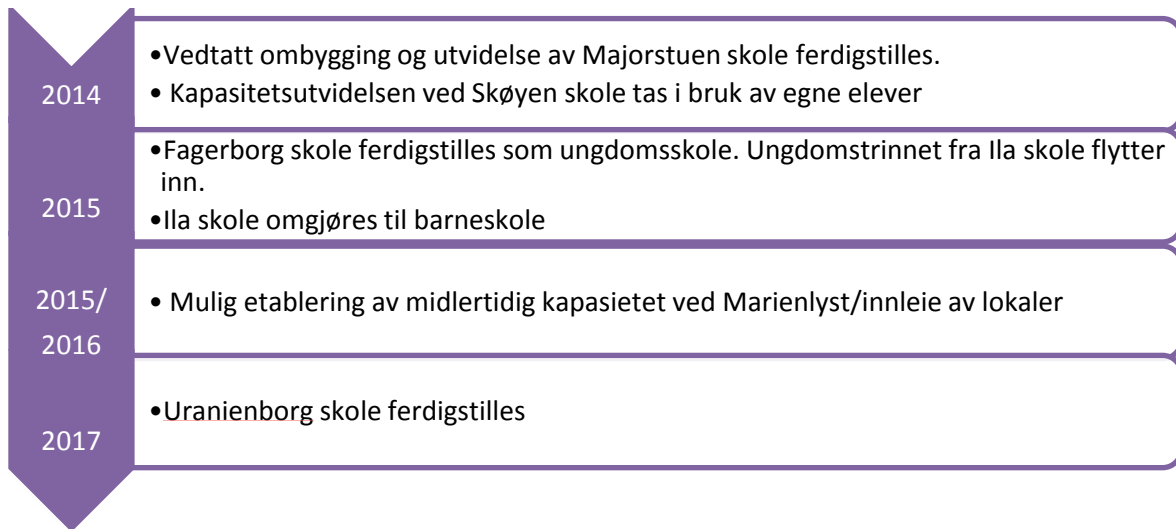 2014
•Vedtatt ombygging og utvidelse av Majorstuen skole ferdigstilles.
• Kapasitetsutvidelsen ved Skøyen skole tas i bruk av egne elever
2015
•Fagerborg skole ferdigstilles som ungdomsskole. Ungdomstrinnet fra Ila skole flytter
inn.
•Ila skole omgjøres til barneskole
2015/
2016
• Mulig etablering av midlertidig kapasietet ved Marienlyst/innleie av lokaler
2017
•Uranienborg skole ferdigstilles